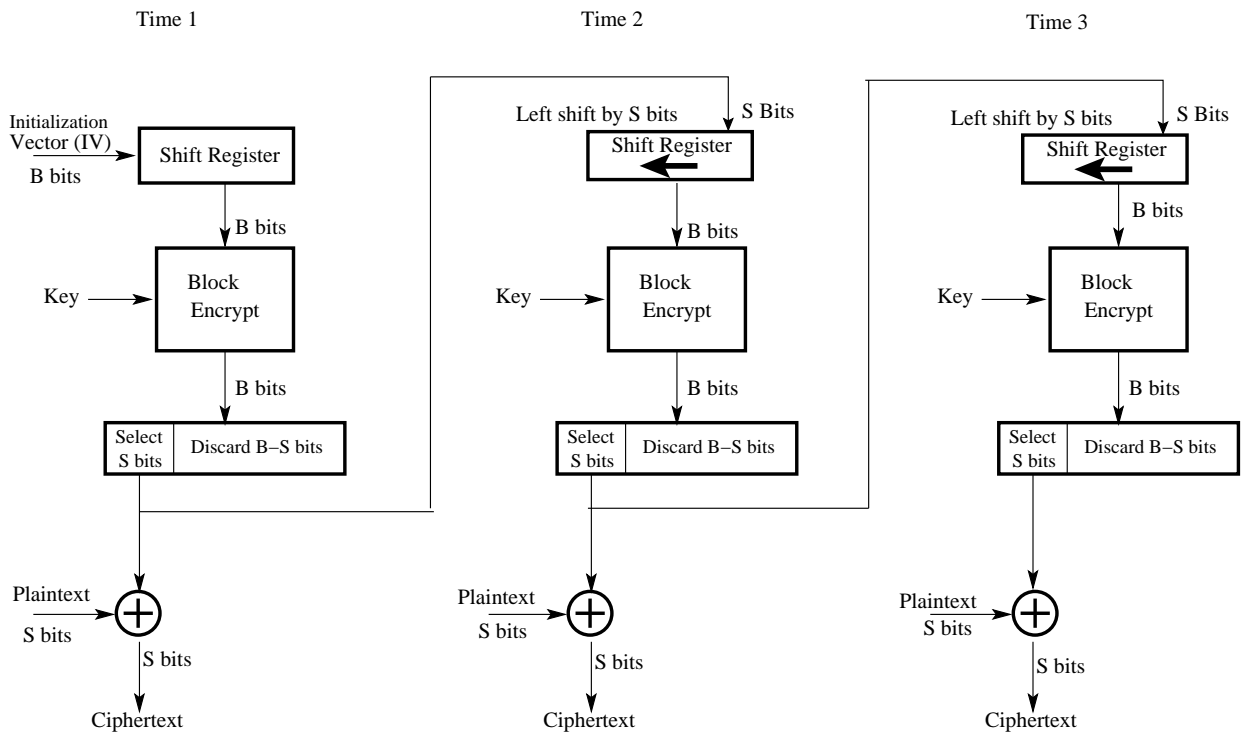 Time 1
Time 2
Time 3
Initialization
Vector (IV)
B bits
Shift Register
Left shift by S bits
S Bits
Shift Register
Left shift by S bits
S Bits
Shift Register
B bits
B bits
B bits
Key
Block
Encrypt
Key
Block
Encrypt
Key
Block
Encrypt
B bits
B bits
B bits
Select
S bits
Discard B−S bits
Select
S bits
Discard B−S bits
Select
S bits
Discard B−S bits
Plaintext
S bits
Plaintext
S bits
Plaintext
S bits
S bits
S bits
S bits
Ciphertext
Ciphertext
Ciphertext